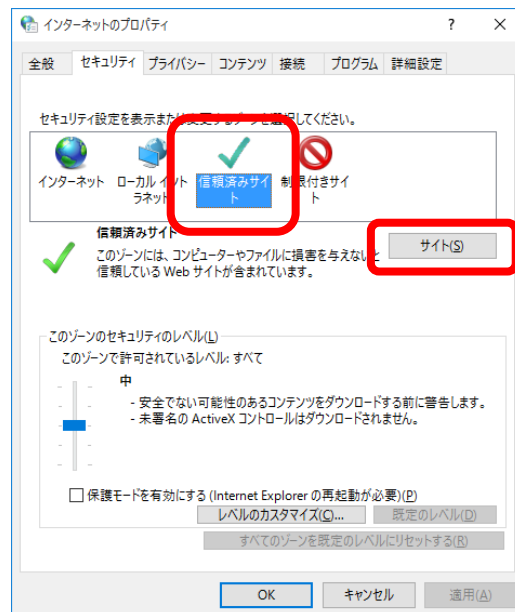 インターネットのプロパティ ? ×
全般 セキュリティ プライバシー コンテンツ 接続 プログラム 詳細設定
セキュリティ設定を表示または変更するゾーンを選択してください。
インターネット ローカル イントラネット 信頼済みサイト 制限付きサイト
信頼済みサイト
サイト(S)
このゾーンには、コンピューターやファイルに損害を与えないと
信頼している Web サイトが含まれています。
このゾーンのセキュリティのレベル(L)
このゾーンで許可されているレベル: すべて
中
- 安全でない可能性のあるコンテンツをダウンロードする前に警告します。
- 未署名の ActiveX コントロールはダウンロードされません。
保護モードを有効にする (Internet Explorer の再起動が必要)(P)
レベルのカスタマイズ(C)... 既定のレベル(D)
すべてのゾーンを既定のレベルにリセットする(R)
OK キャンセル 適用(A)